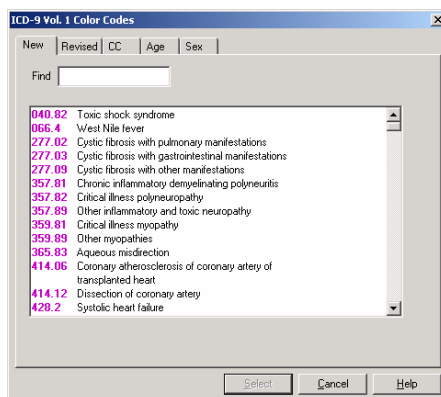 ICD-9 Vol. 1 Color Codes
New Revised CC Age Sex
Find
040.82 Toxic shock syndrome
066.4 West Nile fever
277.02 Cystic fibrosis with pulmonary manifestations
277.03 Cystic fibrosis with gastrointestinal manifestations
277.09 Cystic fibrosis with other manifestations
357.81 Chronic inflammatory demyelinating polyneuritis
357.82 Critical illness polyneuropathy
357.89 Other inflammatory and toxic neuropathy
359.81 Critical illness myopathy
359.89 Other myopathies
365.83 Aqueous misdirection
414.06 Coronary atherosclerosis of coronary artery of
transplanted heart
414.12 Dissection of coronary artery
428.2 Systolic heart failure
Select Cancel Help